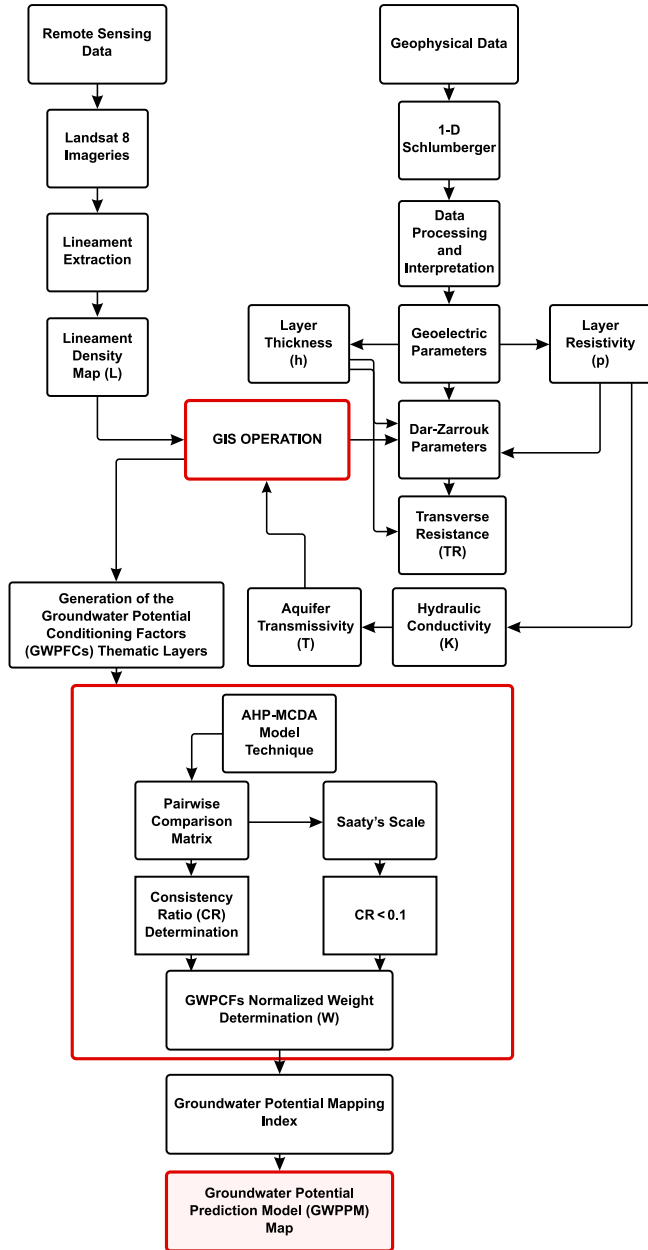 Remote Sensing
Data
Geophysical Data
Landsat 8
Imageries
1-D
Schlumberger
Lineament
Extraction
Data
Processing
and
Interpretation
Lineament
Density
Map (L)
Layer
Thickness
(h)
Geoelectric
Parameters
Layer
Resistivity
(p)
GIS OPERATION
Dar-Zarrouk
Parameters
Transverse
Resistance
(TR)
Generation of the
Groundwater Potential
Conditioning Factors
(GWPFCs) Thematic Layers
Aquifer
Transmissivity
(T)
Hydraulic
Conductivity
(K)
AHP-MCDA
Model
Technique
Pairwise
Comparison
Matrix
Saaty's Scale
Consistency
Ratio (CR)
Determination
CR < 0.1
GWPCFs Normalized Weight
Determination (W)
Groundwater Potential Mapping
Index
Groundwater Potential
Prediction Model (GWPPM)
Map